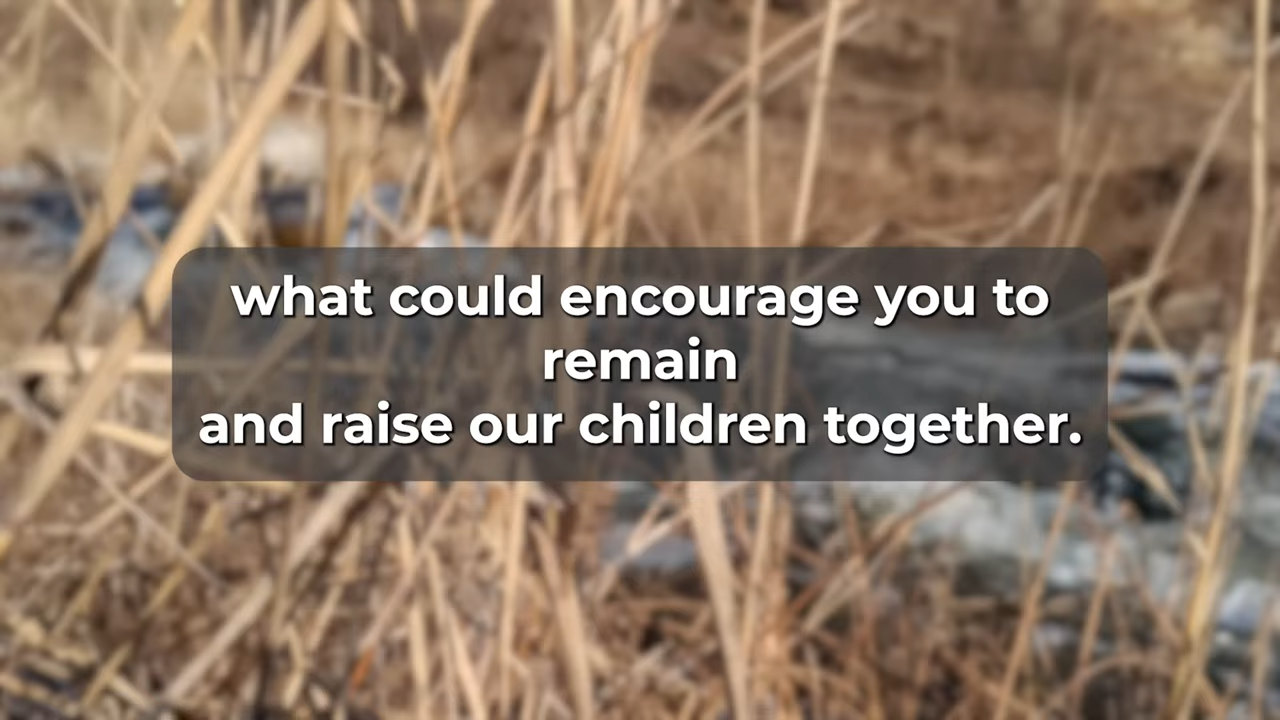 what could encourage you to
remain
and raise our children together.